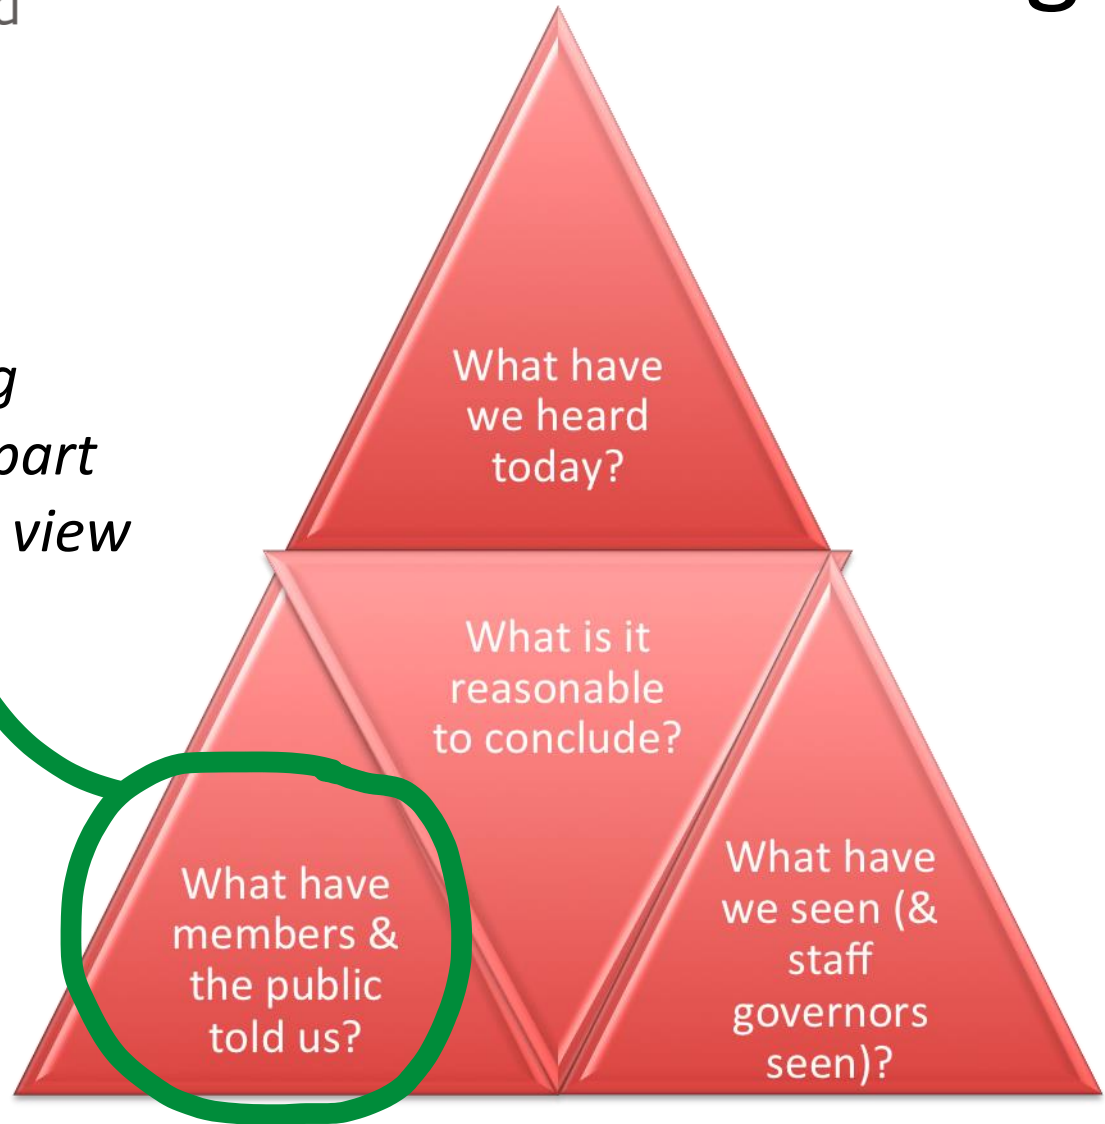 What have
we heard
today?
g
part
view
What is it
reasonable
to conclude?
What have
members &
the public
told us?
What have
we seen (&
staff
governors
seen)?